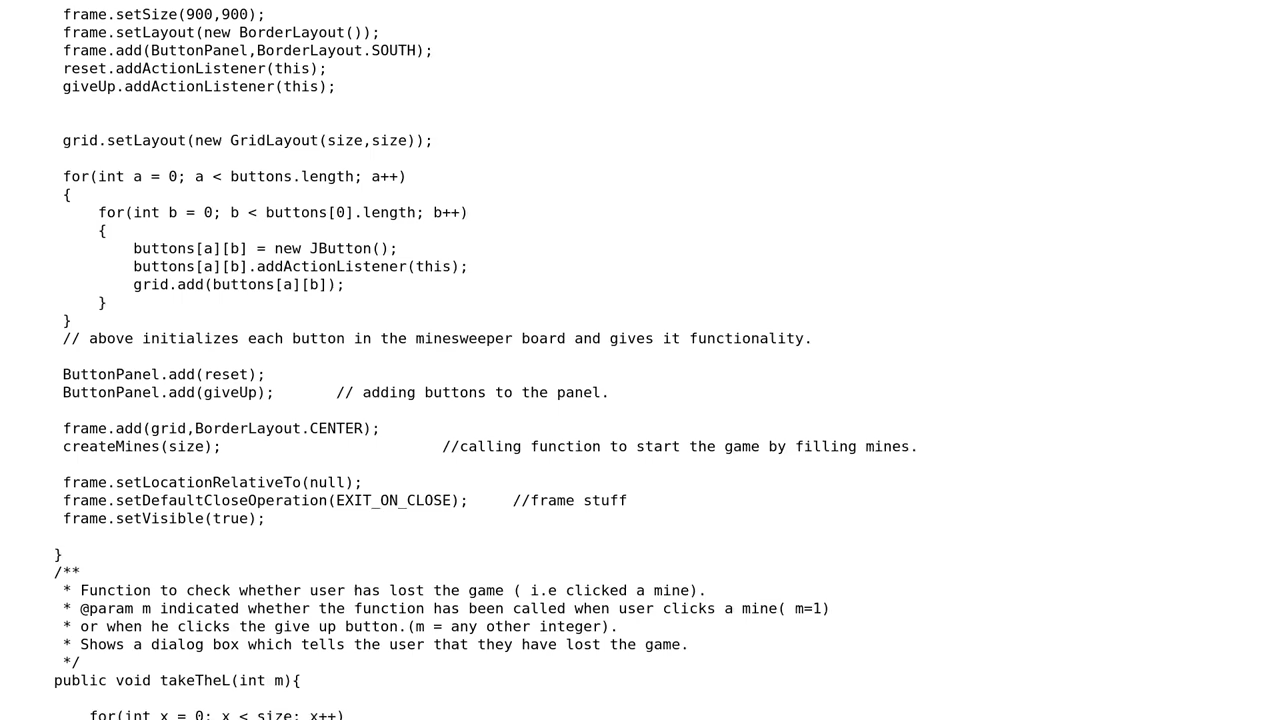 frame.setSize(900,900);
frame.setLayout(new BorderLayout());
frame.add(ButtonPanel,BorderLayout.SOUTH);
reset.addActionListener(this);
giveUp.addActionListener(this);
grid.setLayout(new GridLayout(size,size));
for(int a = 0; a < buttons.length; a++)
{
for(int b = 0; b < buttons[0].length; b++)
{
buttons[a][b] = new JButton();
buttons[a][b].addActionListener(this);
grid.add(buttons[a][b]);
}
}
// above initializes each button in the minesweeper board and gives it functionality.
ButtonPanel.add(reset);
ButtonPanel.add(giveUp); // adding buttons to the panel.
frame.add(grid,BorderLayout.CENTER);
createMines(size); //calling function to start the game by filling mines.
frame.setLocationRelativeTo(null);
frame.setDefaultCloseOperation(EXIT_ON_CLOSE); //frame stuff
frame.setVisible(true);
}
/**
* Function to check whether user has lost the game ( i.e clicked a mine).
* @param m indicated whether the function has been called when user clicks a mine( m=1)
* or when he clicks the give up button.(m = any other integer).
* Shows a dialog box which tells the user that they have lost the game.
*/
public void takeTheL(int m){
for(int x = 0; x < size; x++)